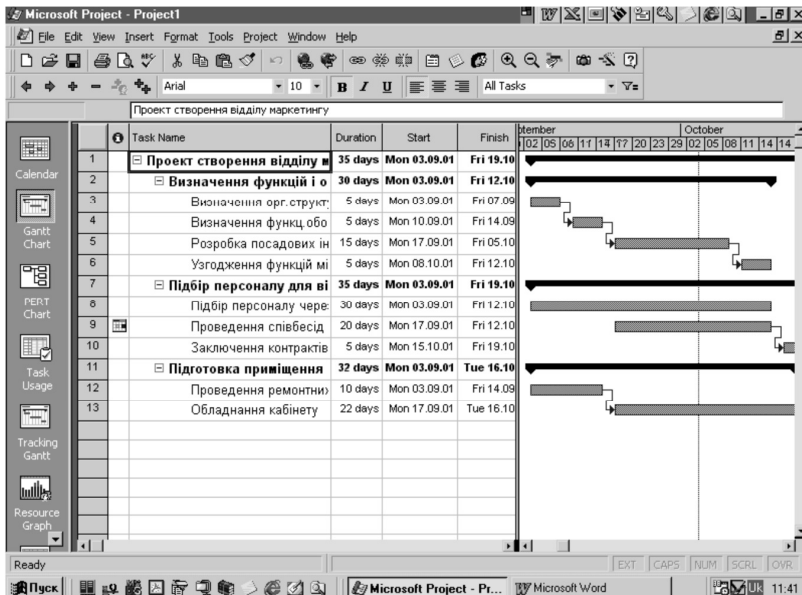 Microsoft Project - Project1
File Edit View Insert Format Tools Project Window Help
Arial 10 B I U All Tasks
Проект створення відділу маркетингу
Task Name Duration Start Finish October
02 05 08 11 14 17 20 23 29 02 05 08 11 14
1 Проект створення відділу 35 days Mon 03.09.01 Fri 19.10
2 Визначення функцій і о 30 days Mon 03.09.01 Fri 12.10
3 Визначення орг.структ 5 days Mon 03.09.01 Fri 07.09
4 Визначення функц.обо 5 days Mon 10.09.01 Fri 14.09
5 Розробка посадових ін 15 days Mon 17.09.01 Fri 05.10
6 Узгодження функцій мі 5 days Mon 08.10.01 Fri 12.10
7 Підбір персоналу для ві 35 days Mon 03.09.01 Fri 19.10
8 Підбір персоналу чере 30 days Mon 03.09.01 Fri 12.10
9 Проведення співбесід 20 days Mon 17.09.01 Fri 12.10
10 Заключення контрактів 5 days Mon 15.10.01 Fri 19.10
11 Підготовка приміщення 32 days Mon 03.09.01 Tue 16.10
12 Проведення ремонтни 10 days Mon 03.09.01 Fri 14.09
13 Обладнання кабінету 22 days Mon 17.09.01 Tue 16.10
Calendar
Gantt
Chart
PERT
Chart
Task
Usage
Tracking
Gantt
Resource
Graph
Ready EXT CAPS NUM SCRL OVR
Пуск Microsoft Project - Pr... Microsoft Word Uk 11:41